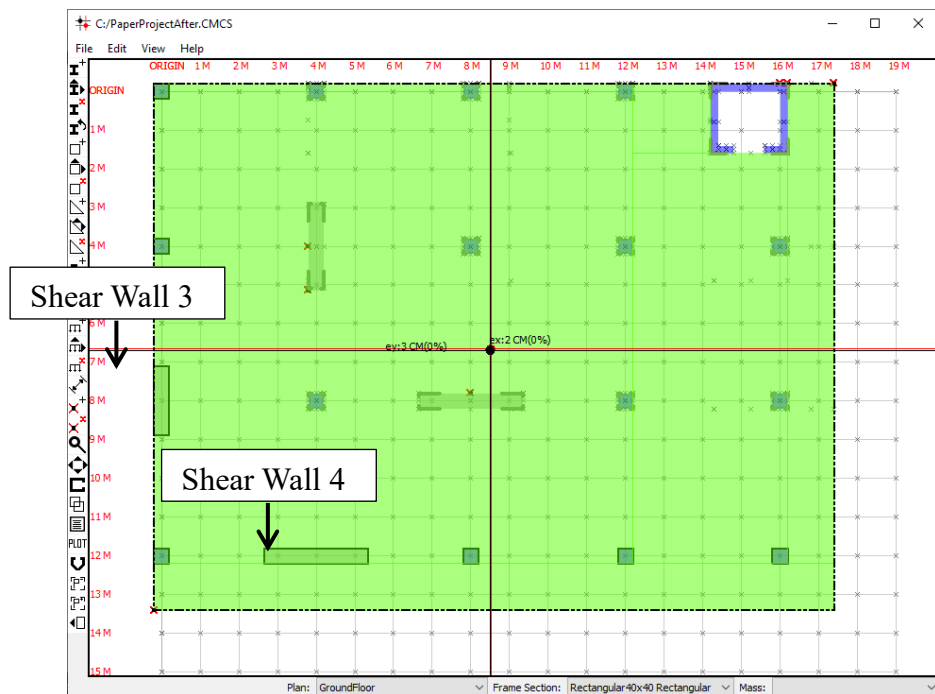 C:/PaperProjectAfter.CMCS
File Edit View Help
ORIGIN 1 M 2 M 3 M 4 M 5 M 6 M 7 M 8 M 9 M 10 M 11 M 12 M 13 M 14 M 15 M 16 M 17 M 18 M 19 M
ORIGIN
1 M
2 M
3 M
4 M
Shear Wall 3
6 M
ey:3 CM(0%) ex:2 CM(0%)
7 M
8 M
9 M
Shear Wall 4
10 M
11 M
PLOT
12 M
13 M
14 M
15 M
Plan: GroundFloor Frame Section: Rectangular40x40 Rectangular Mass: